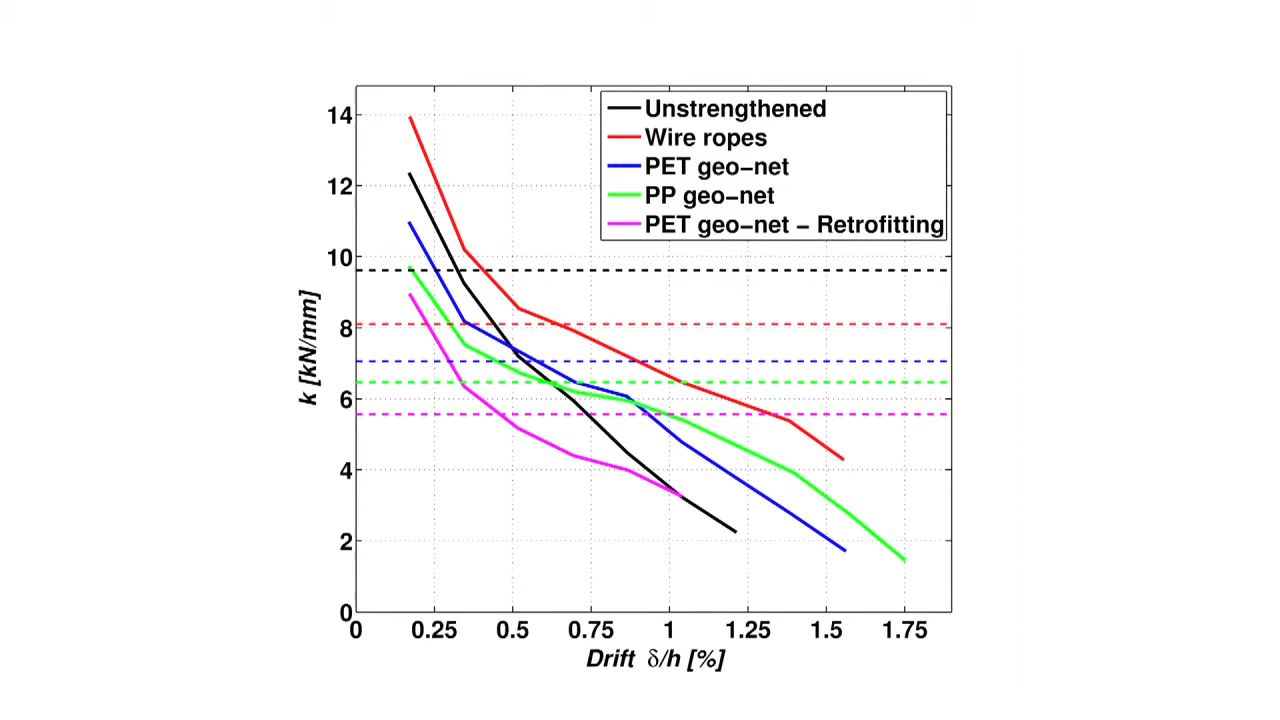 Unstrengthened
Wire ropes
PET geo−net
PP geo−net
PET geo−net − Retrofitting
14
12
10
8
6
4
2
0
k [kN/mm]
0 0.25 0.5 0.75 1 1.25 1.5 1.75
Drift δ/h [%]